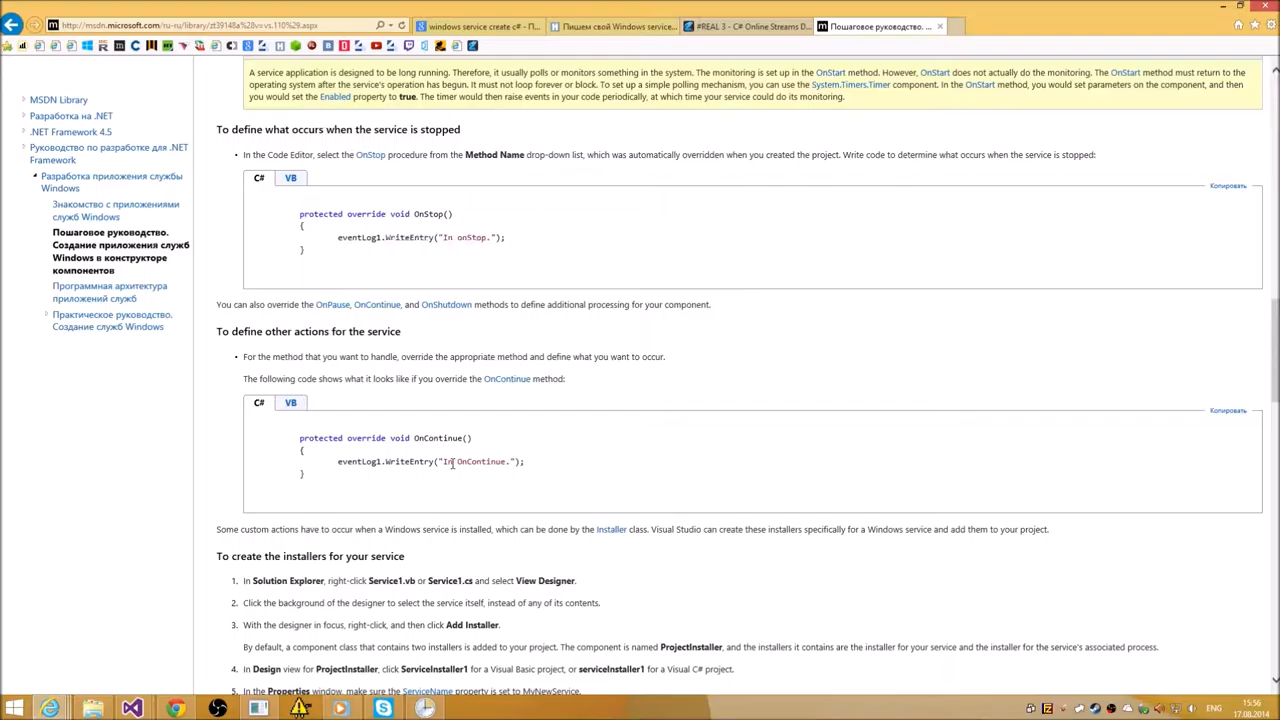 http://msdn.microsoft.com/ru-ru/library/zt39148a%28v=vs.110%29.aspx
windows service create c# - П...
Пишем свой Windows service...
#REAL 3 - C# Online Streams D...
Пошаговое руководство. ...
A service application is designed to be long running. Therefore, it usually polls or monitors something in the system. The monitoring is set up in the OnStart method. However, OnStart does not actually do the monitoring. The OnStart method must return to the
operating system after the service's operation has begun. It must not loop forever or block. To set up a simple polling mechanism, you can use the System.Timers.Timer component. In the OnStart method, you would set parameters on the component, and then
you would set the Enabled property to true. The timer would then raise events in your code periodically, at which time your service could do its monitoring.
MSDN Library
Разработка на .NET
.NET Framework 4.5
Руководство по разработке для .NET
Framework
Разработка приложения службы
Windows
Знакомство с приложениями
служб Windows
Пошаговое руководство.
Создание приложения служб
Windows в конструкторе
компонентов
Программная архитектура
приложений служб
Практическое руководство.
Создание служб Windows
To define what occurs when the service is stopped
• In the Code Editor, select the OnStop procedure from the Method Name drop-down list, which was automatically overridden when you created the project. Write code to determine what occurs when the service is stopped:
C# VB
Копировать
protected override void OnStop()
{
eventLog1.WriteEntry("In onStop.");
}
You can also override the OnPause, OnContinue, and OnShutdown methods to define additional processing for your component.
To define other actions for the service
• For the method that you want to handle, override the appropriate method and define what you want to occur.
The following code shows what it looks like if you override the OnContinue method:
C# VB
Копировать
protected override void OnContinue()
{
eventLog1.WriteEntry("In OnContinue.");
}
Some custom actions have to occur when a Windows service is installed, which can be done by the Installer class. Visual Studio can create these installers specifically for a Windows service and add them to your project.
To create the installers for your service
1. In Solution Explorer, right-click Service1.vb or Service1.cs and select View Designer.
2. Click the background of the designer to select the service itself, instead of any of its contents.
3. With the designer in focus, right-click, and then click Add Installer.
By default, a component class that contains two installers is added to your project. The component is named ProjectInstaller, and the installers it contains are the installer for your service and the installer for the service's associated process.
4. In Design view for ProjectInstaller, click ServiceInstaller1 for a Visual Basic project, or serviceInstaller1 for a Visual C# project.
5. In the Properties window, make sure the ServiceName property is set to MyNewService.
ENG
15:56
17.08.2014